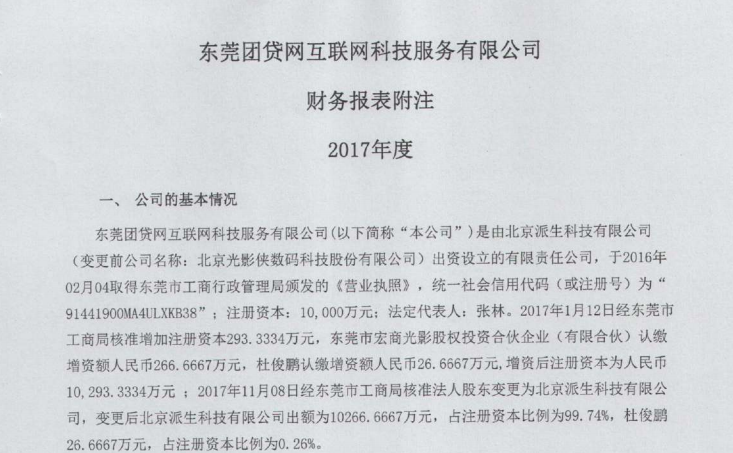 东莞团贷网互联网科技服务有限公司
财务报表附注
2017年度
一、 公司的基本情况
东莞团贷网互联网科技服务有限公司(以下简称“本公司”)是由北京派生科技有限公司
（变更前公司名称：北京光影侠数码科技股份有限公司）出资设立的有限责任公司，于2016年
02月04取得东莞市工商行政管理局颁发的《营业执照》，统一社会信用代码（或注册号）为“
91441900MA4ULXKB38”；注册资本：10,000万元；法定代表人：张林。2017年1月12日经东莞市
工商局核准增加注册资本293.3334万元，东莞市宏商光影股权投资合伙企业（有限合伙）认缴
增资额人民币266.6667万元，杜俊鹏认缴增资额人民币26.6667万元,增资后注册资本为人民币
10,293.3334万元 ；2017年11月08日经东莞市工商局核准法人股东变更为北京派生科技有限公
司，变更后北京派生科技有限公司出额为10266.6667万元，占注册资本比例为99.74%，杜俊鹏
26.6667万元，占注册资本比例为0.26%。